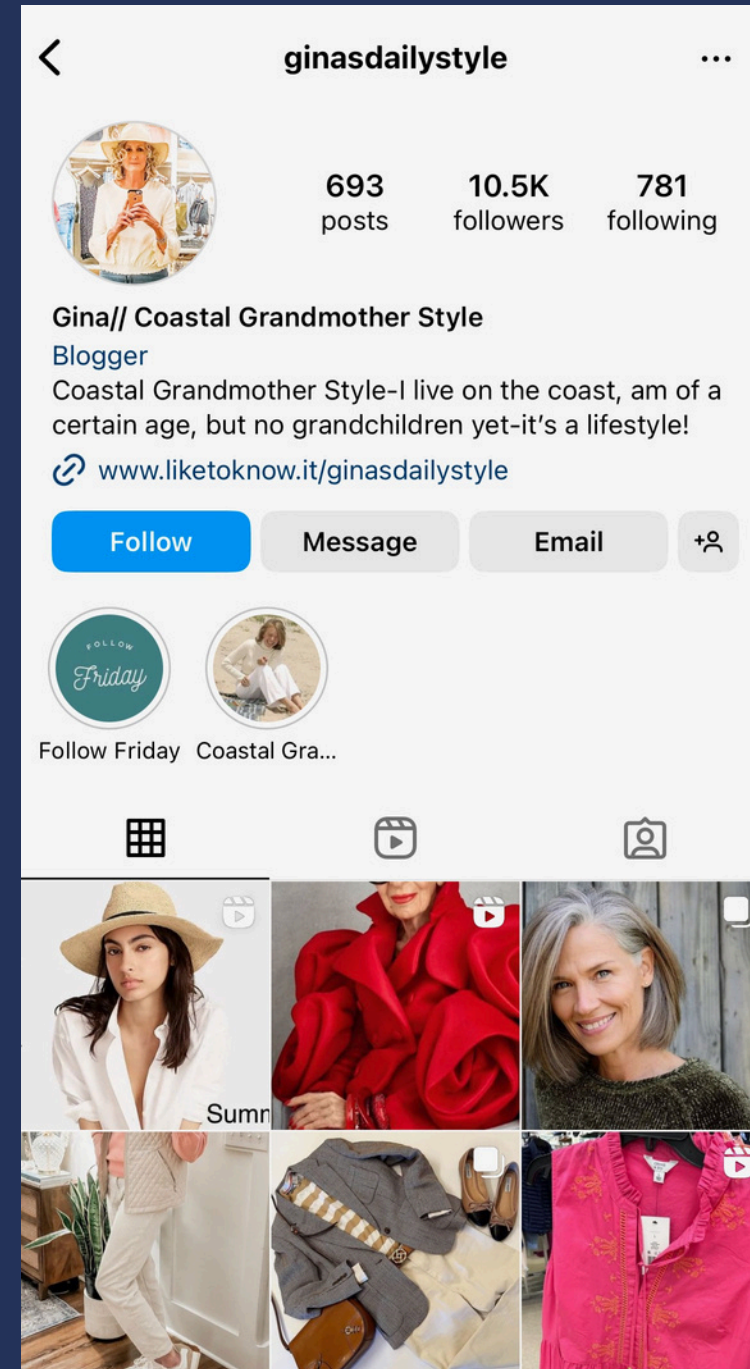 ginasdailystyle
693
10.5K
781
posts
followers
following
Gina// Coastal Grandmother Style
Blogger
Coastal Grandmother Style-I live on the coast, am of a
certain age, but no grandchildren yet-it’s a lifestyle!
www.liketoknow.it/ginasdailystyle
Follow
Message
Email
FOLLOW
Friday
Follow Friday
Coastal Gra...
Sumr